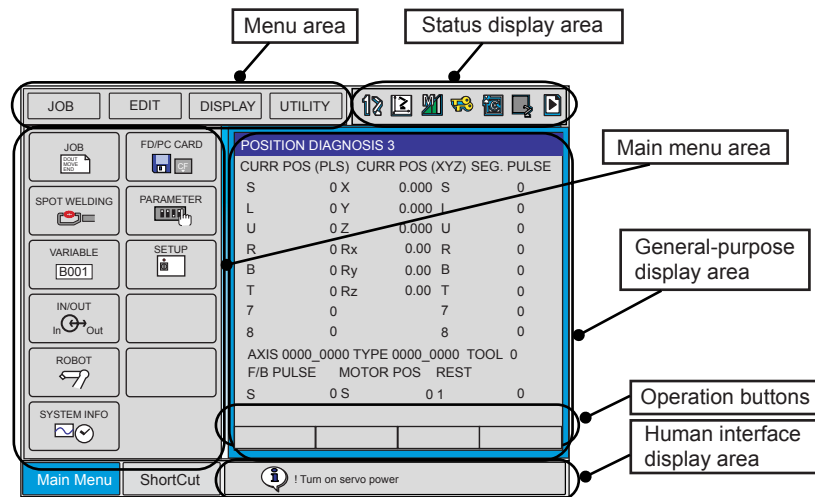 Menu area
Status display area
JOB EDIT DISPLAY UTILITY
JOB
DOUT
MOVE
END
FD/PC CARD
CF
SPOT WELDING
PARAMETER
VARIABLE
B001
SETUP
IN/OUT
In Out
ROBOT
SYSTEM INFO
Main Menu ShortCut
POSITION DIAGNOSIS 3
CURR POS (PLS) CURR POS (XYZ) SEG. PULSE
S 0 X 0.000 S 0
L 0 Y 0.000 L 0
U 0 Z 0.000 U 0
R 0 Rx 0.00 R 0
B 0 Ry 0.00 B 0
T 0 Rz 0.00 T 0
7 0 7 0
8 0 8 0
AXIS 0000_0000 TYPE 0000_0000 TOOL 0
F/B PULSE MOTOR POS REST
S 0 S 0 1 0
! Turn on servo power
Main menu area
General-purpose
display area
Operation buttons
Human interface
display area